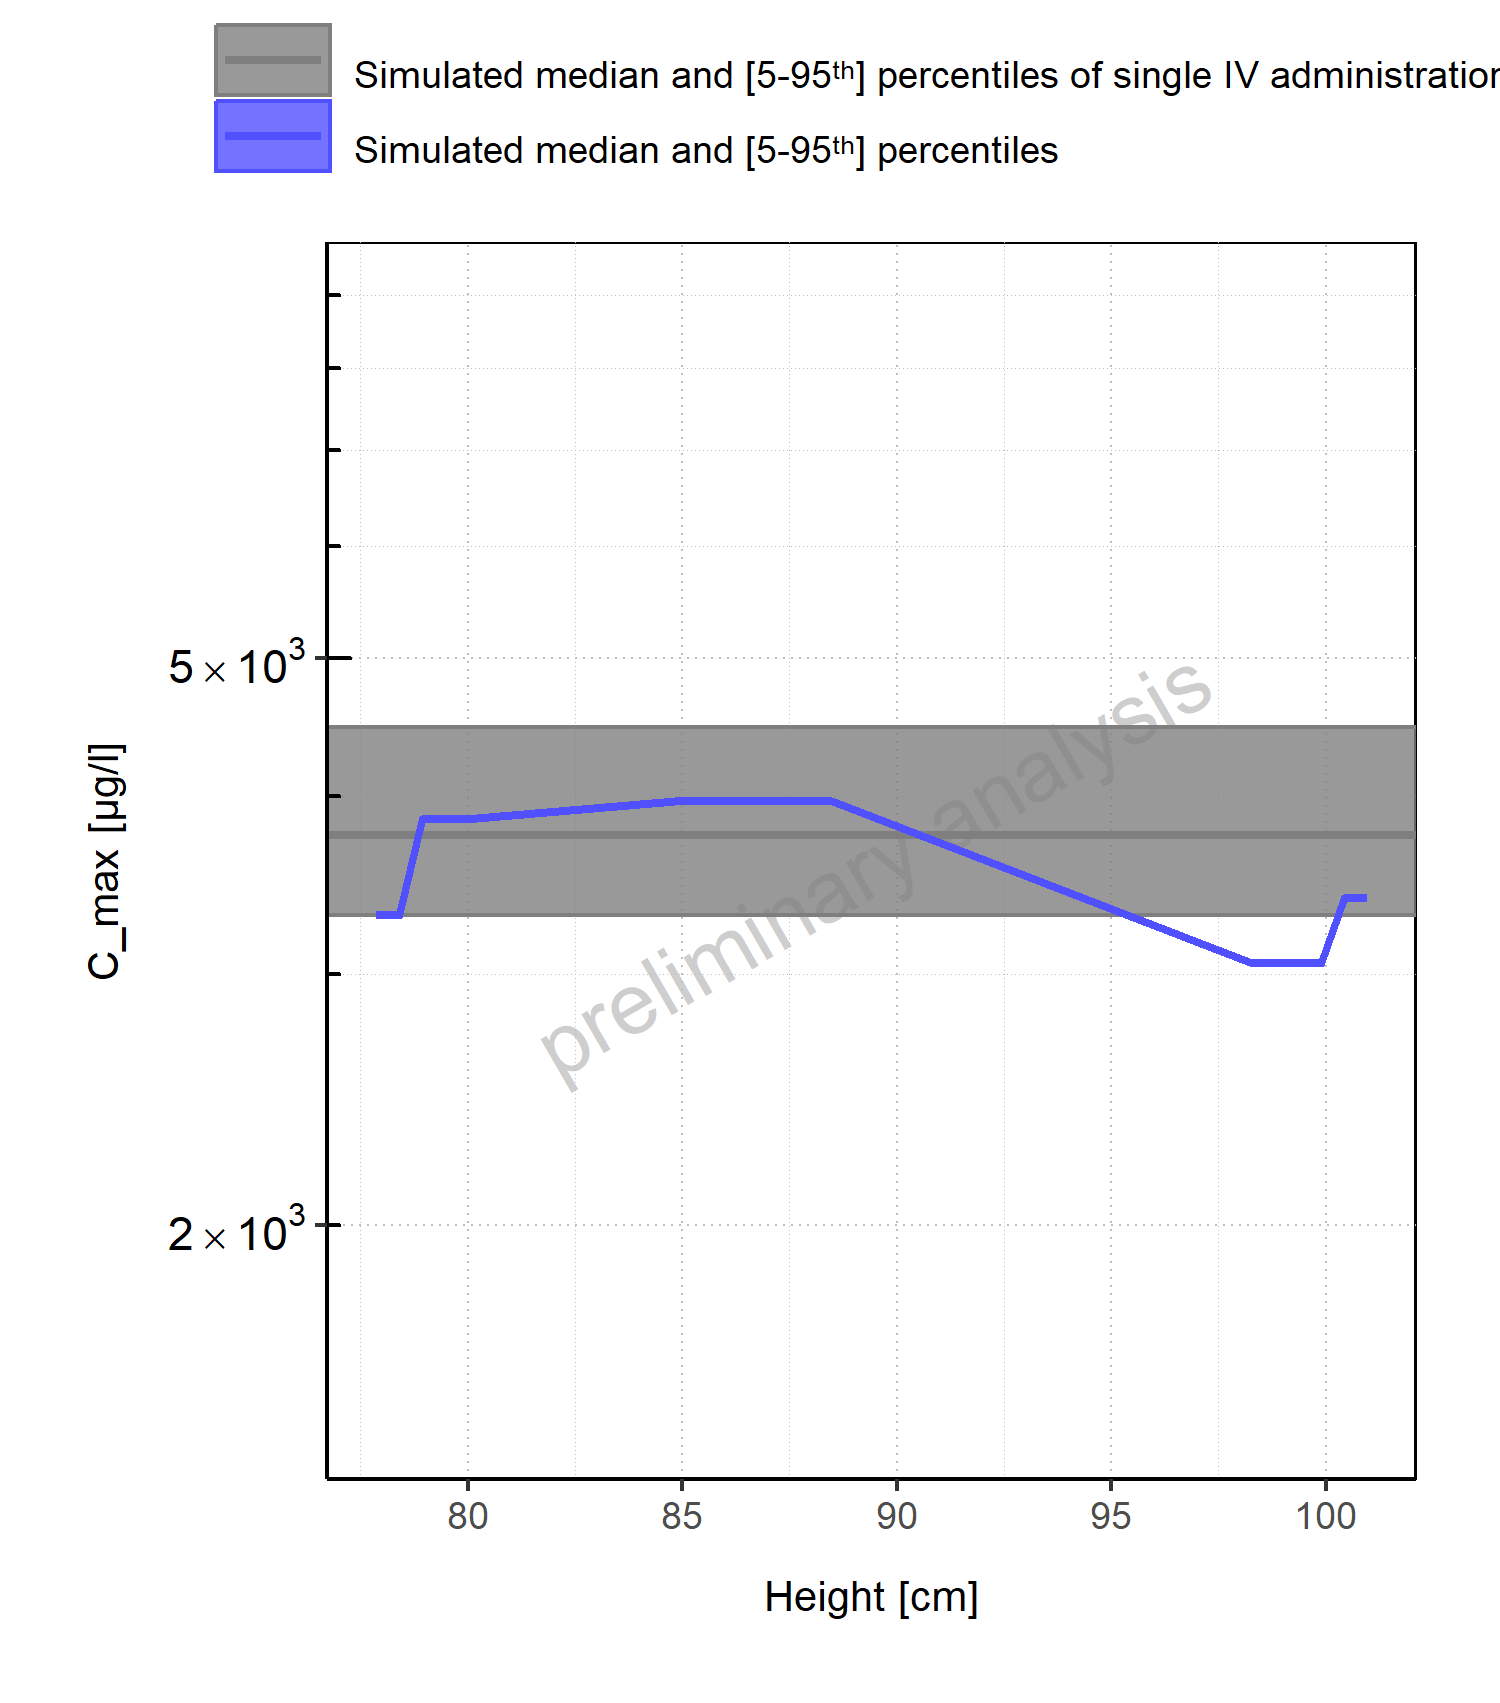 Simulated median and [5-95th] percentiles of single IV administration
Simulated median and [5-95th] percentiles
5 × 10³
2 × 10³
C_max [µg/l]
preliminary analysis
80 85 90 95 100
Height [cm]